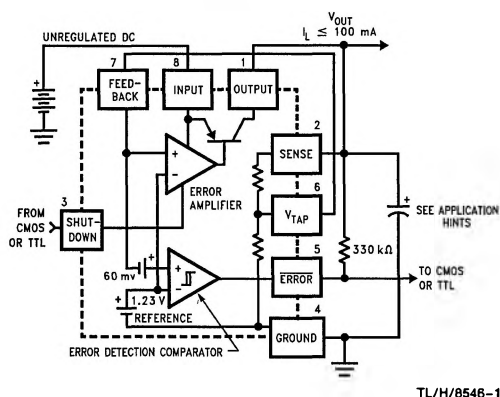 UNREGULATED DC
V_OUT
I_L ≤ 100 mA
7
8
1
FEED-
BACK
INPUT
OUTPUT
2
SENSE
+
+
−
ERROR
AMPLIFIER
6
V_TAP
+
SEE APPLICATION
HINTS
3
FROM
CMOS
OR TTL
SHUT-
DOWN
5
ERROR
330 kΩ
TO CMOS
OR TTL
60 mv
+
+
−
+
1.23 V
REFERENCE
4
GROUND
ERROR DETECTION COMPARATOR
TL/H/8546-1